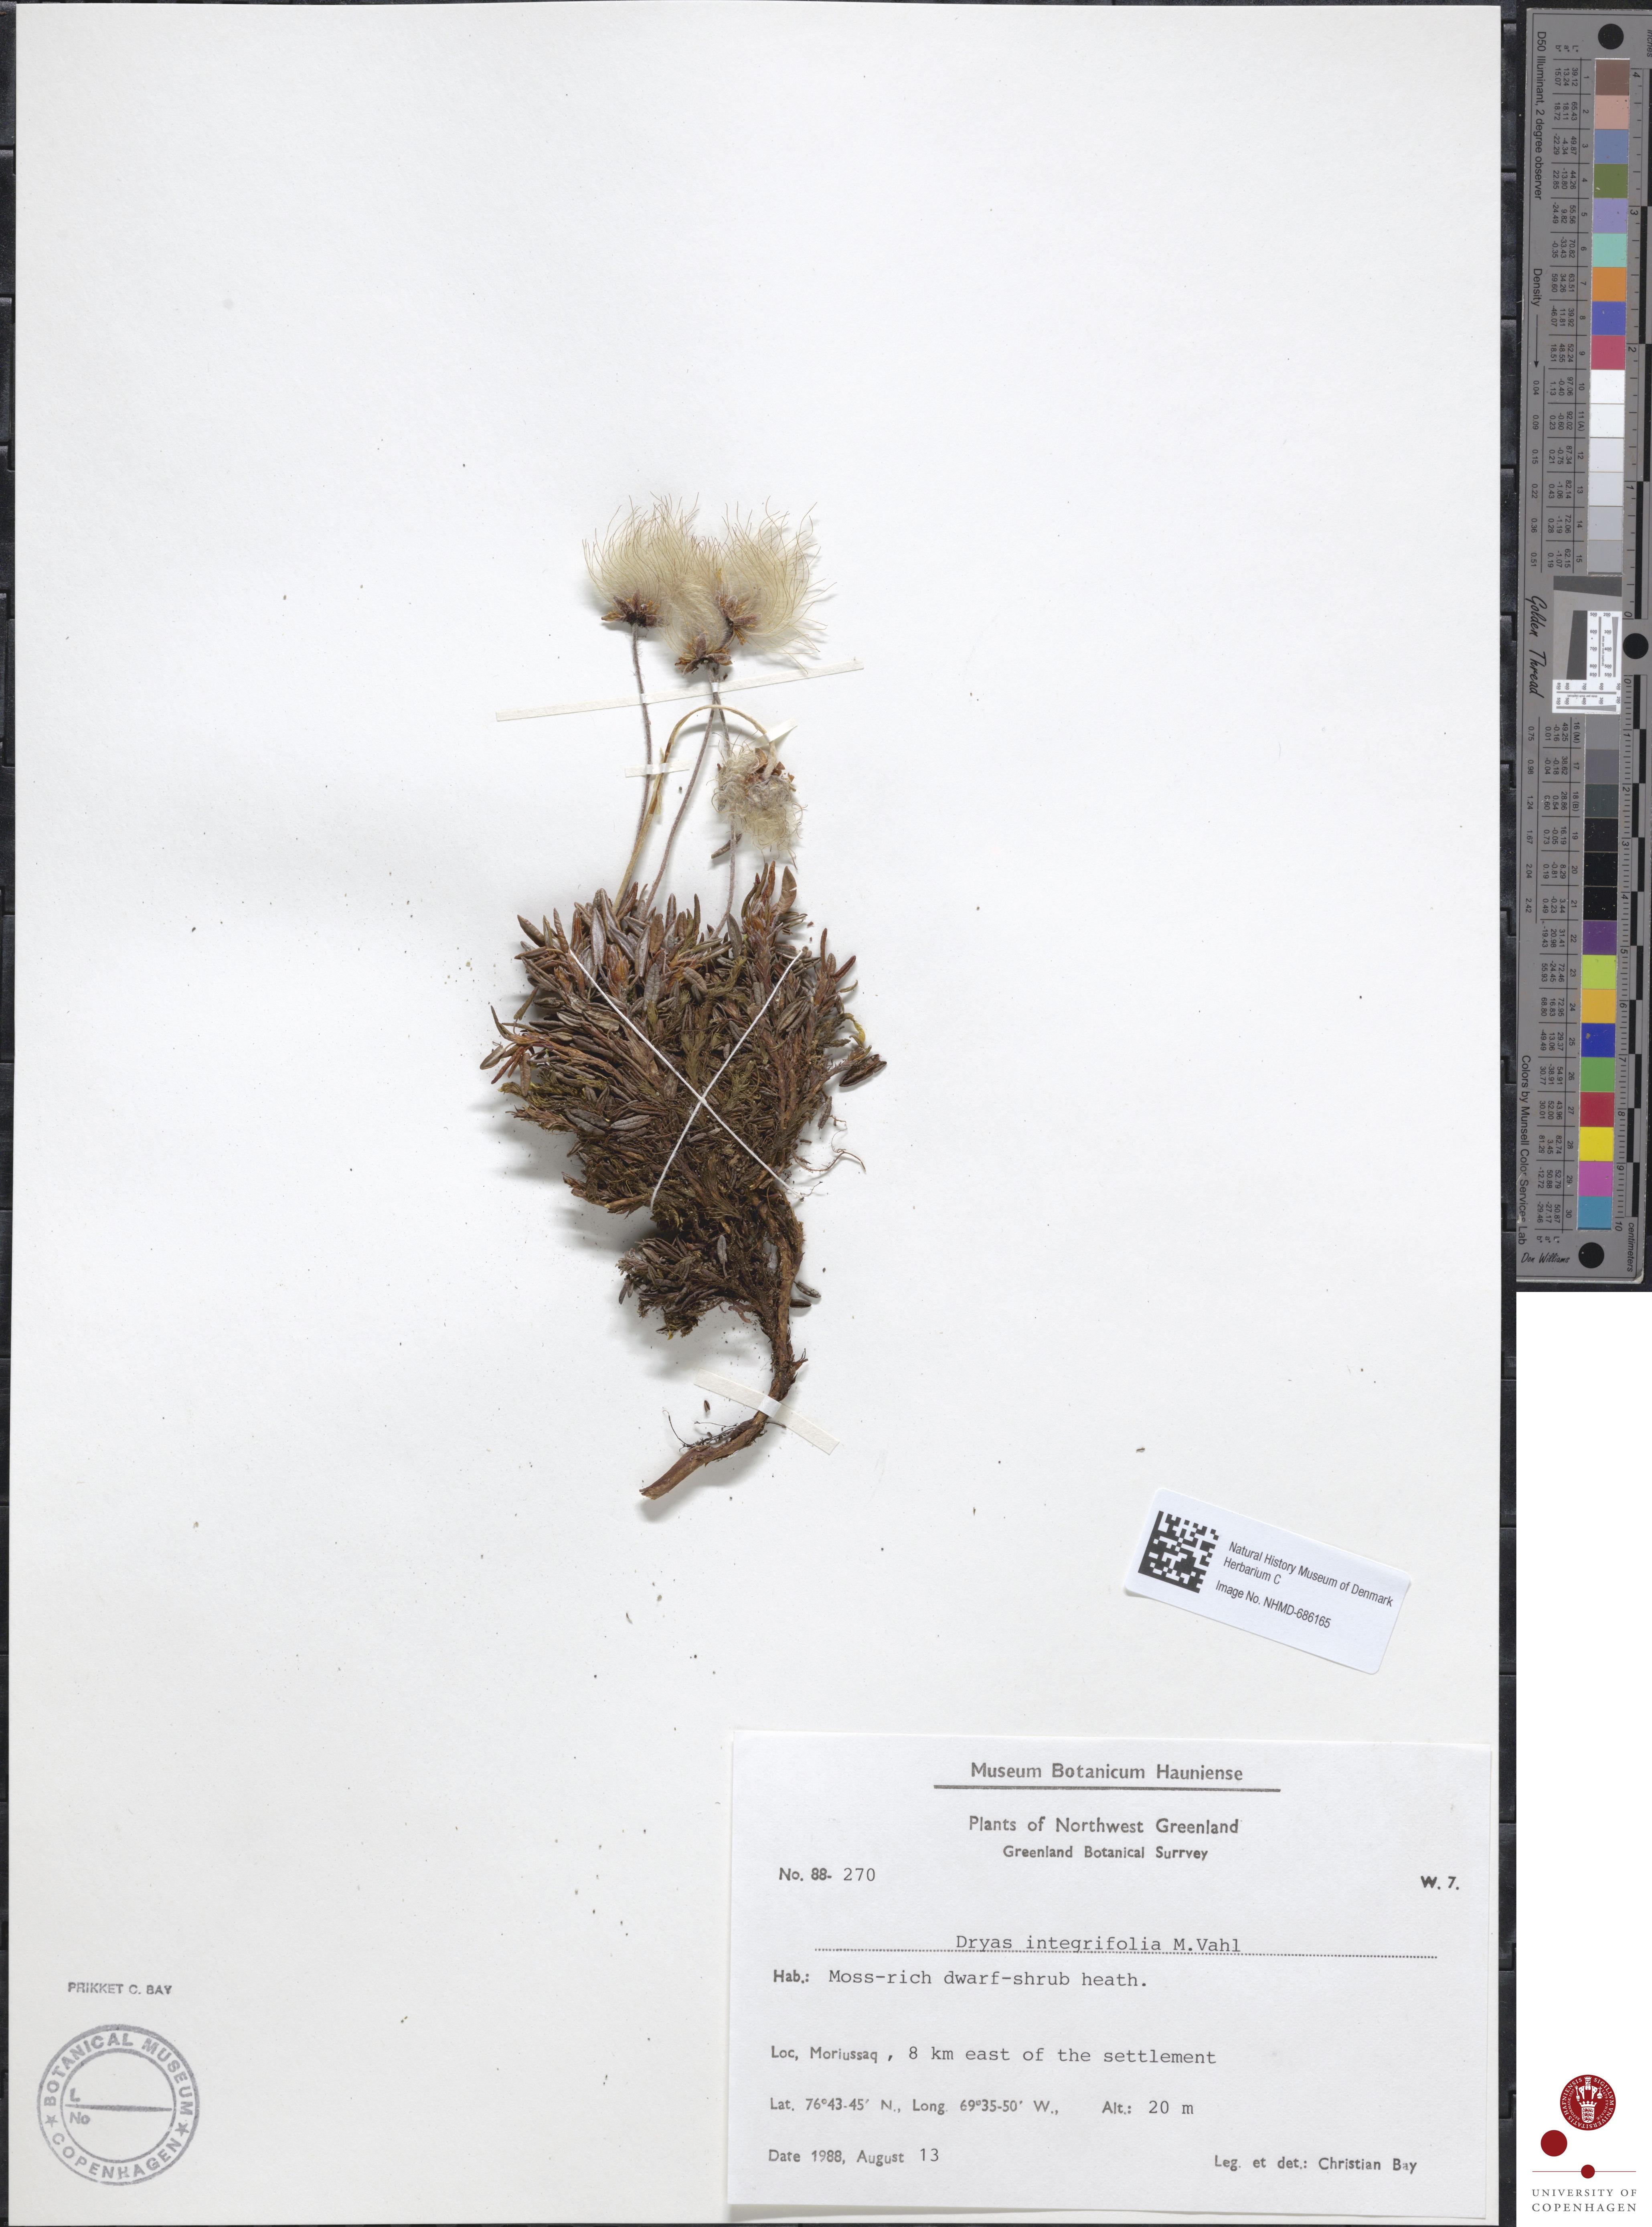 Natural History Museum of Denmark
Herbarium C
Image No. NHMD-686165
Museum Botanicum Hauniense
Plants of Northwest Greenland
Greenland Botanical Surrvey
No. 88- 270
W. 7.
Dryas integrifolia M.Vahl
Hab.: Moss-rich dwarf-shrub heath.
Loc, Moriussaq , 8 km east of the settlement
Lat. 76°43-45' N., Long. 69°35-50' W., Alt.: 20 m
Date 1988, August 13
Leg. et det.: Christian Bay
PRIKKET C. BAY
BOTANICAL MUSEUM
L
No
COPENHAGEN
D50 Illuminant, 2 degree observer
Density
Golden Thread
Colors by Munsell Color Services Lab
Don Williams
inches
centimeters
UNIVERSITY OF
COPENHAGEN